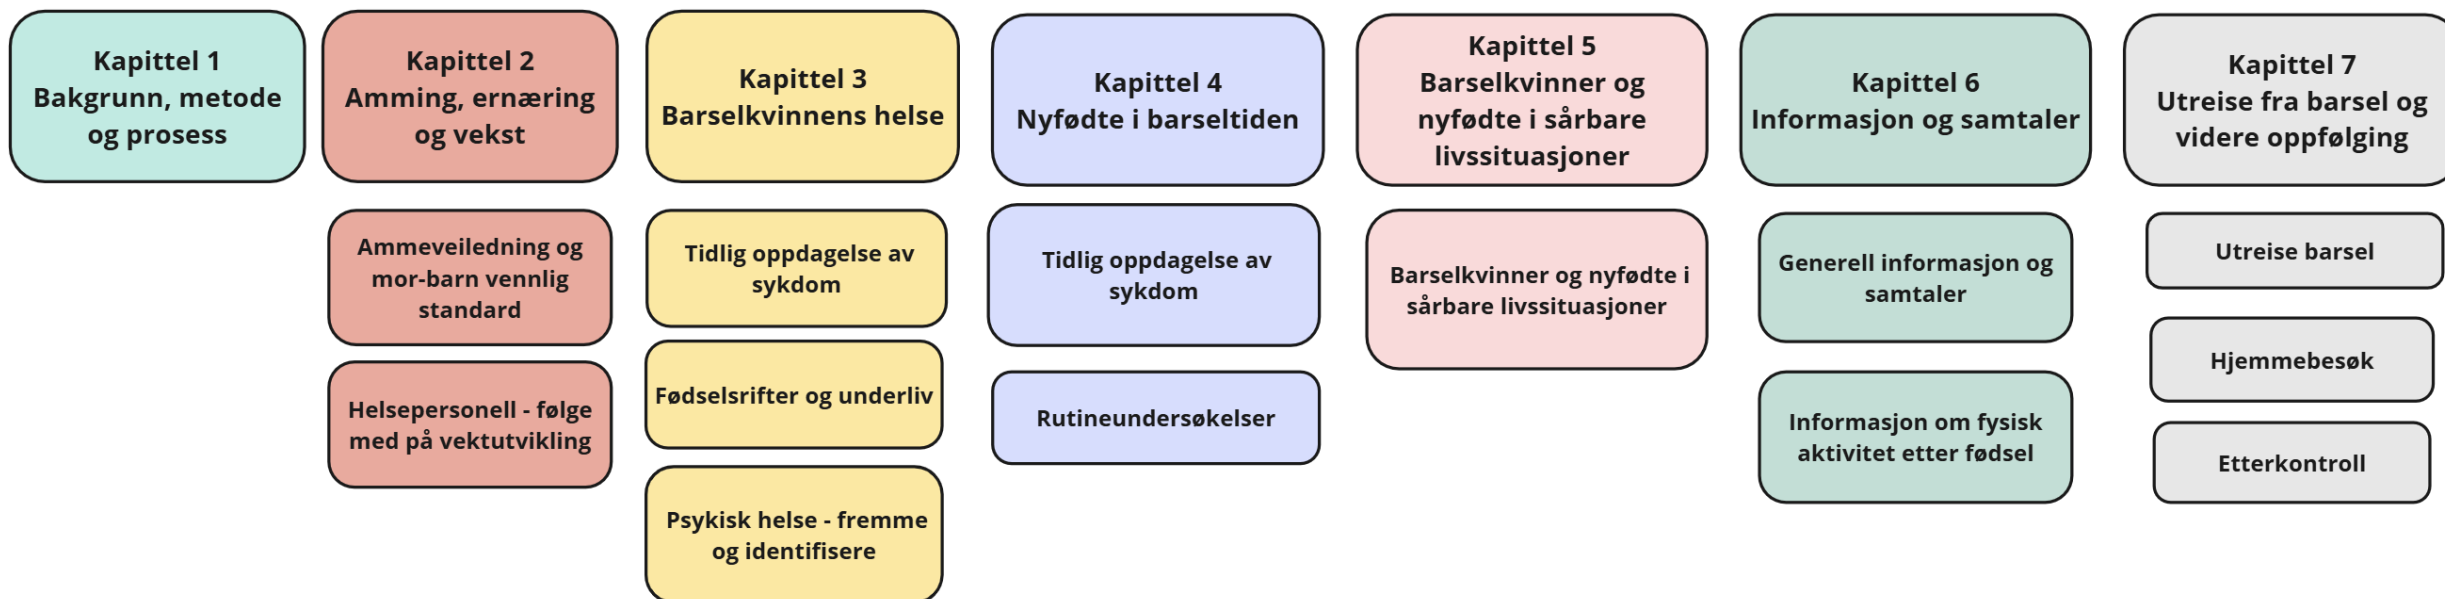 Kapittel 1
Bakgrunn, metode
og prosess
Kapittel 2
Amming, ernæring
og vekst
Kapittel 3
Barselkvinnens helse
Kapittel 4
Nyfødte i barseltiden
Kapittel 5
Barselkvinner og
nyfødte i sårbare
livssituasjoner
Kapittel 6
Informasjon og samtaler
Kapittel 7
Utreise fra barsel og
videre oppfølging
Ammeveiledning og
mor-barn vennlig
standard
Helsepersonell - følge
med på vektutvikling
Tidlig oppdagelse av
sykdom
Fødselsrifter og underliv
Psykisk helse - fremme
og identifisere
Tidlig oppdagelse av
sykdom
Rutineundersøkelser
Barselkvinner og nyfødte i
sårbare livssituasjoner
Generell informasjon og
samtaler
Informasjon om fysisk
aktivitet etter fødsel
Utreise barsel
Hjemmebesøk
Etterkontroll